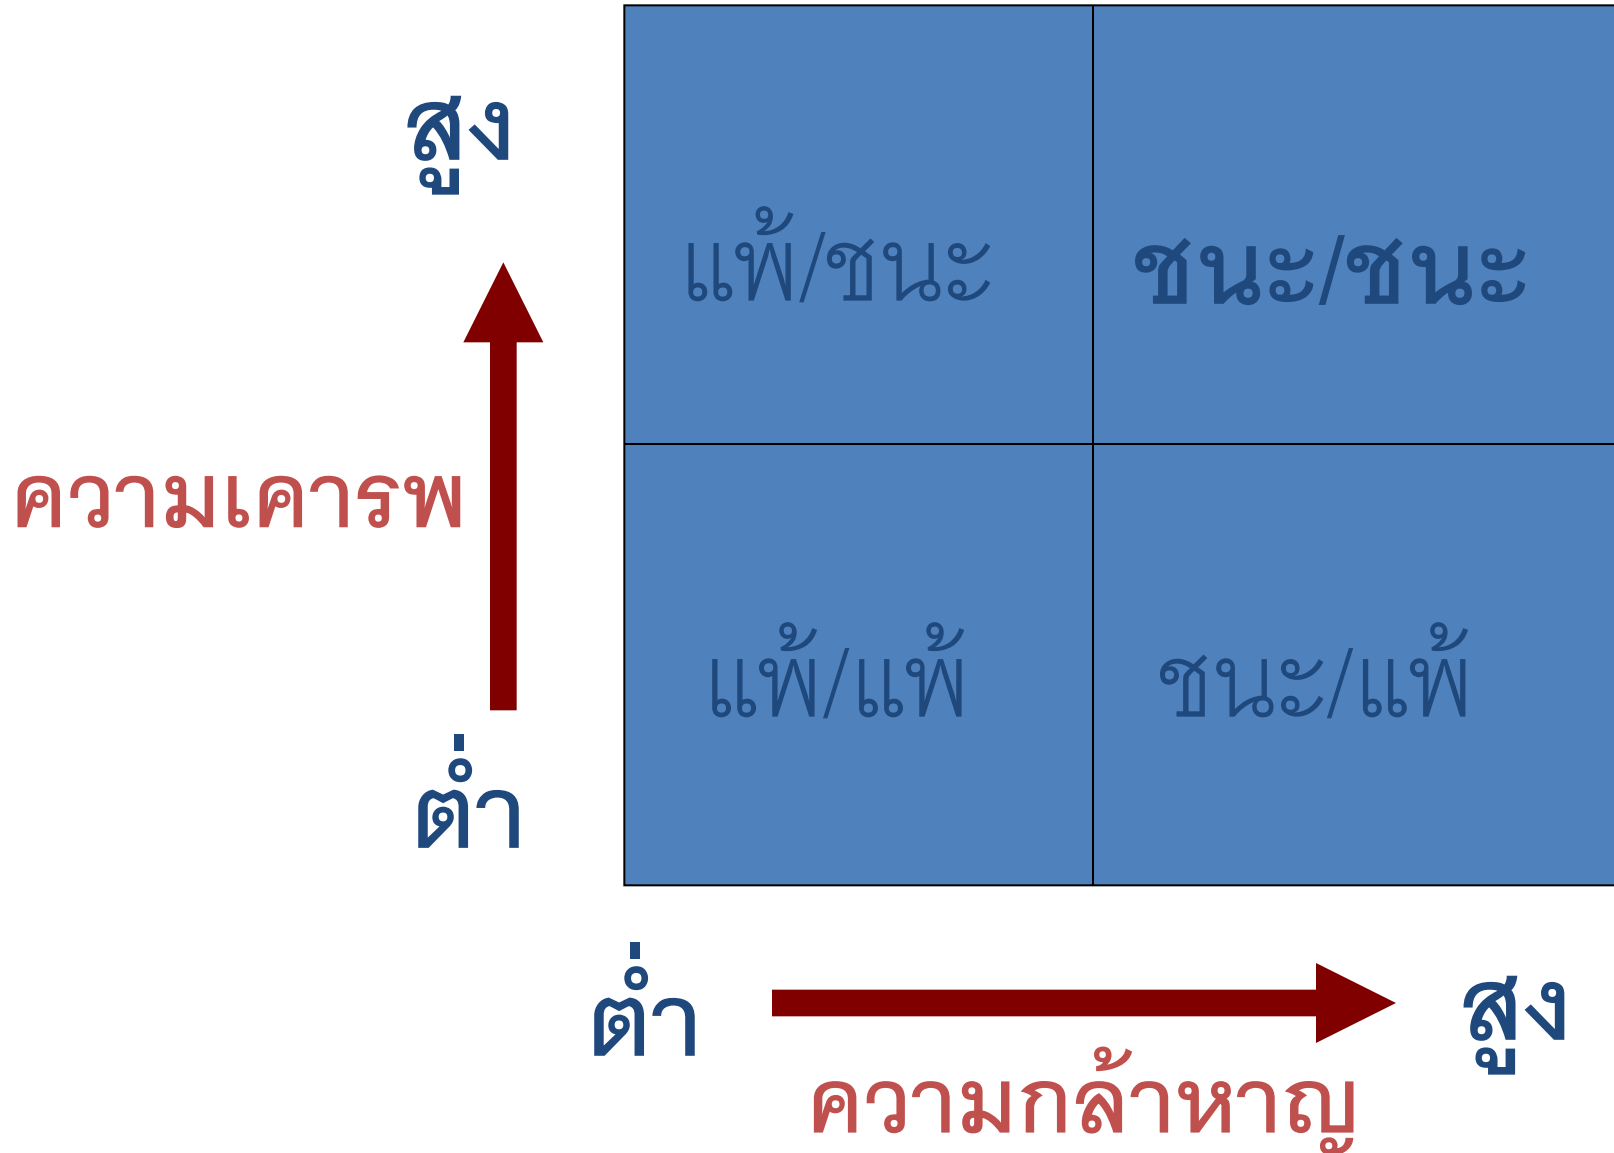 สูง
แพ้/ชนะ
ชนะ/ชนะ
ความเคารพ
แพ้/แพ้
ชนะ/แพ้
ต่ำ
ต่ำ
สูง
ความกล้าหาญ